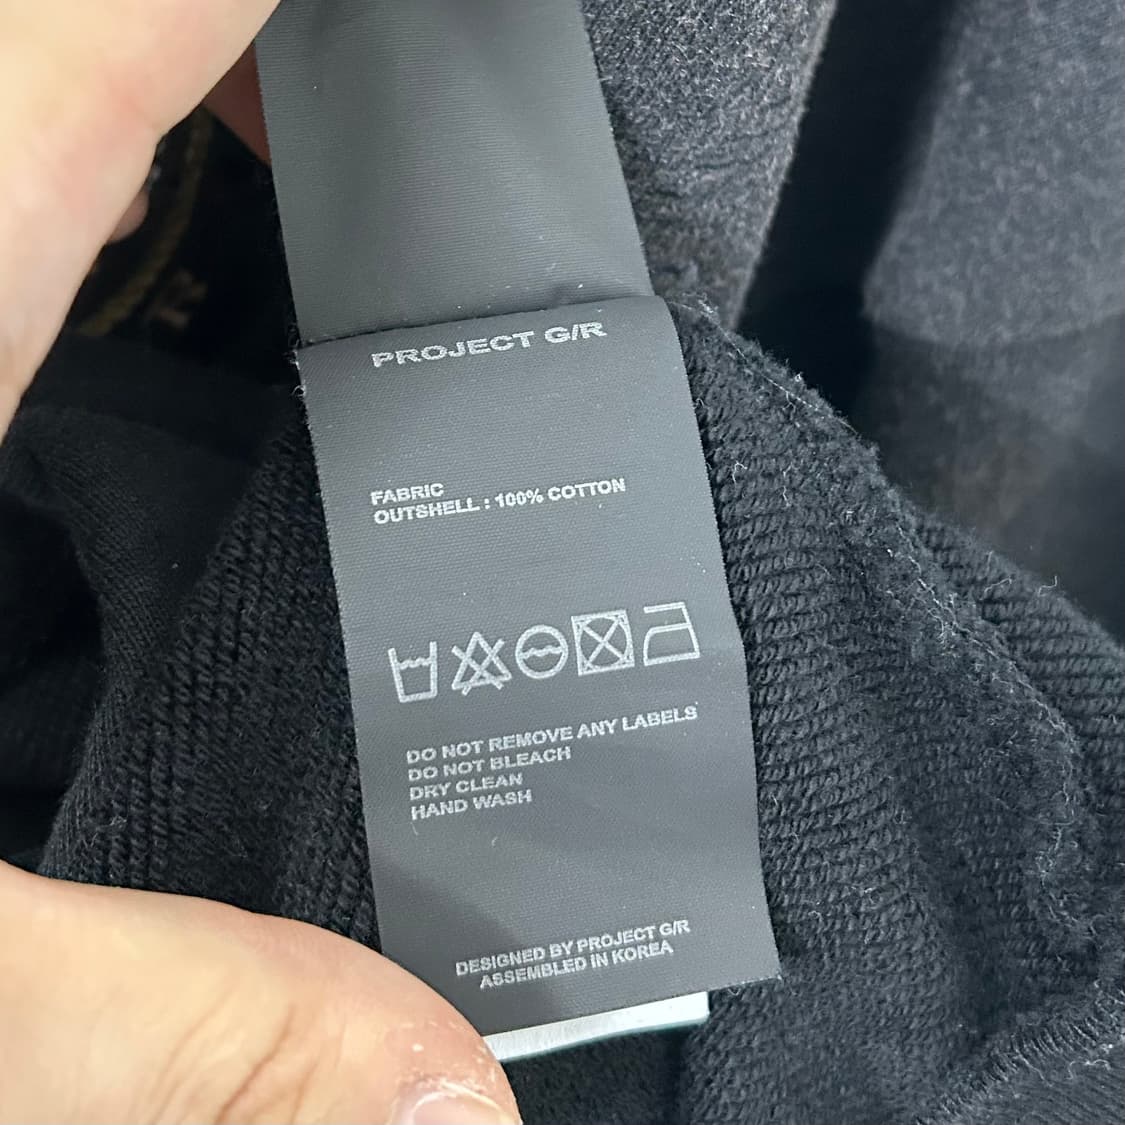 PROJECT G/R
FABRIC
OUTSHELL : 100% COTTON
DO NOT REMOVE ANY LABELS
DO NOT BLEACH
DRY CLEAN
HAND WASH
DESIGNED BY PROJECT G/R
ASSEMBLED IN KOREA